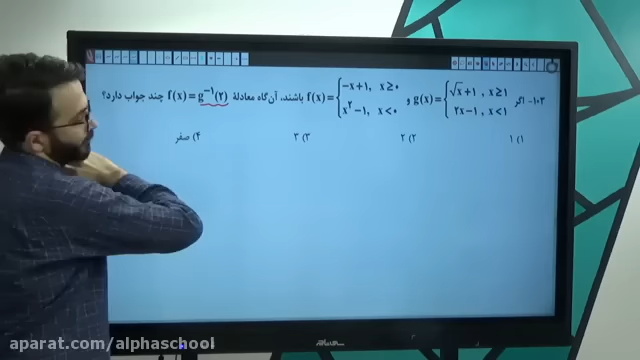 ۱۰۳- اگر g(x) = { √x + 1 , x ≥ 1 ; 2x − 1 , x < 1 و f(x) = { −x + 1, x ≥ 0 ; x² − 1, x < 0 باشند، آن‌گاه معادلهٔ f(x) = g⁻¹(2) چند جواب دارد؟
۱) ۱ ۲) ۲ ۳) ۳ ۴) صفر
aparat.com/alphaschool